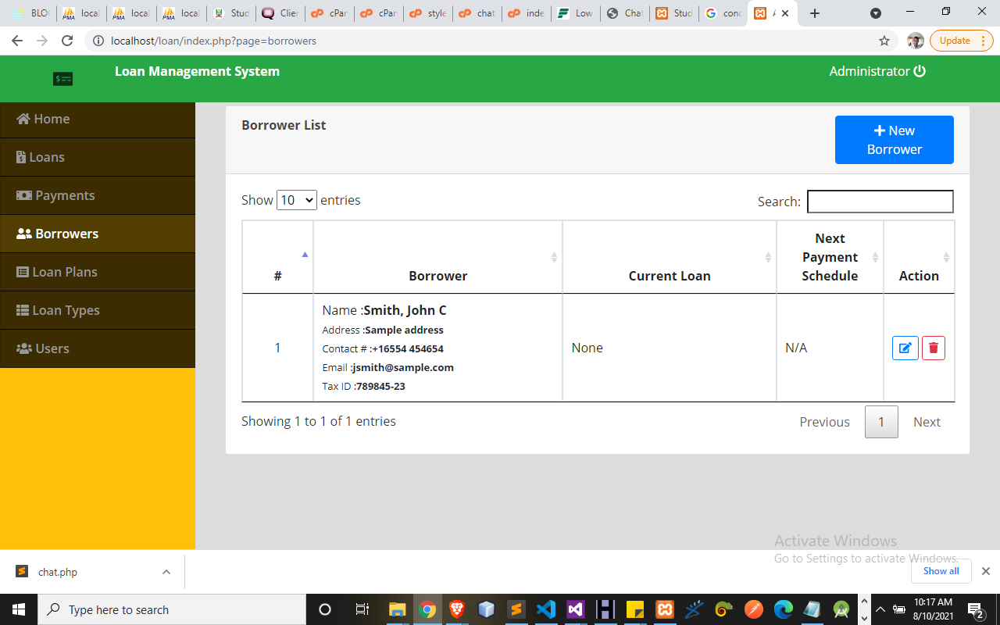 BLOC
local
local
local
Stud
Clien
cPan
cPan
style
chat
inde
Low
Chat
Stud
cond
localhost/loan/index.php?page=borrowers
Update
Loan Management System
Administrator
Home
Loans
Payments
Borrowers
Loan Plans
Loan Types
Users
Borrower List
New
Borrower
Show 10 entries
Search:
# Borrower Current Loan Next Payment Schedule Action
1
Name :Smith, John C
Address :Sample address
Contact # :+16554 454654
Email :jsmith@sample.com
Tax ID :789845-23
None
N/A
Showing 1 to 1 of 1 entries
Previous 1 Next
Activate Windows
Go to Settings to activate Windows.
chat.php
Show all
Type here to search
10:17 AM
8/10/2021
2